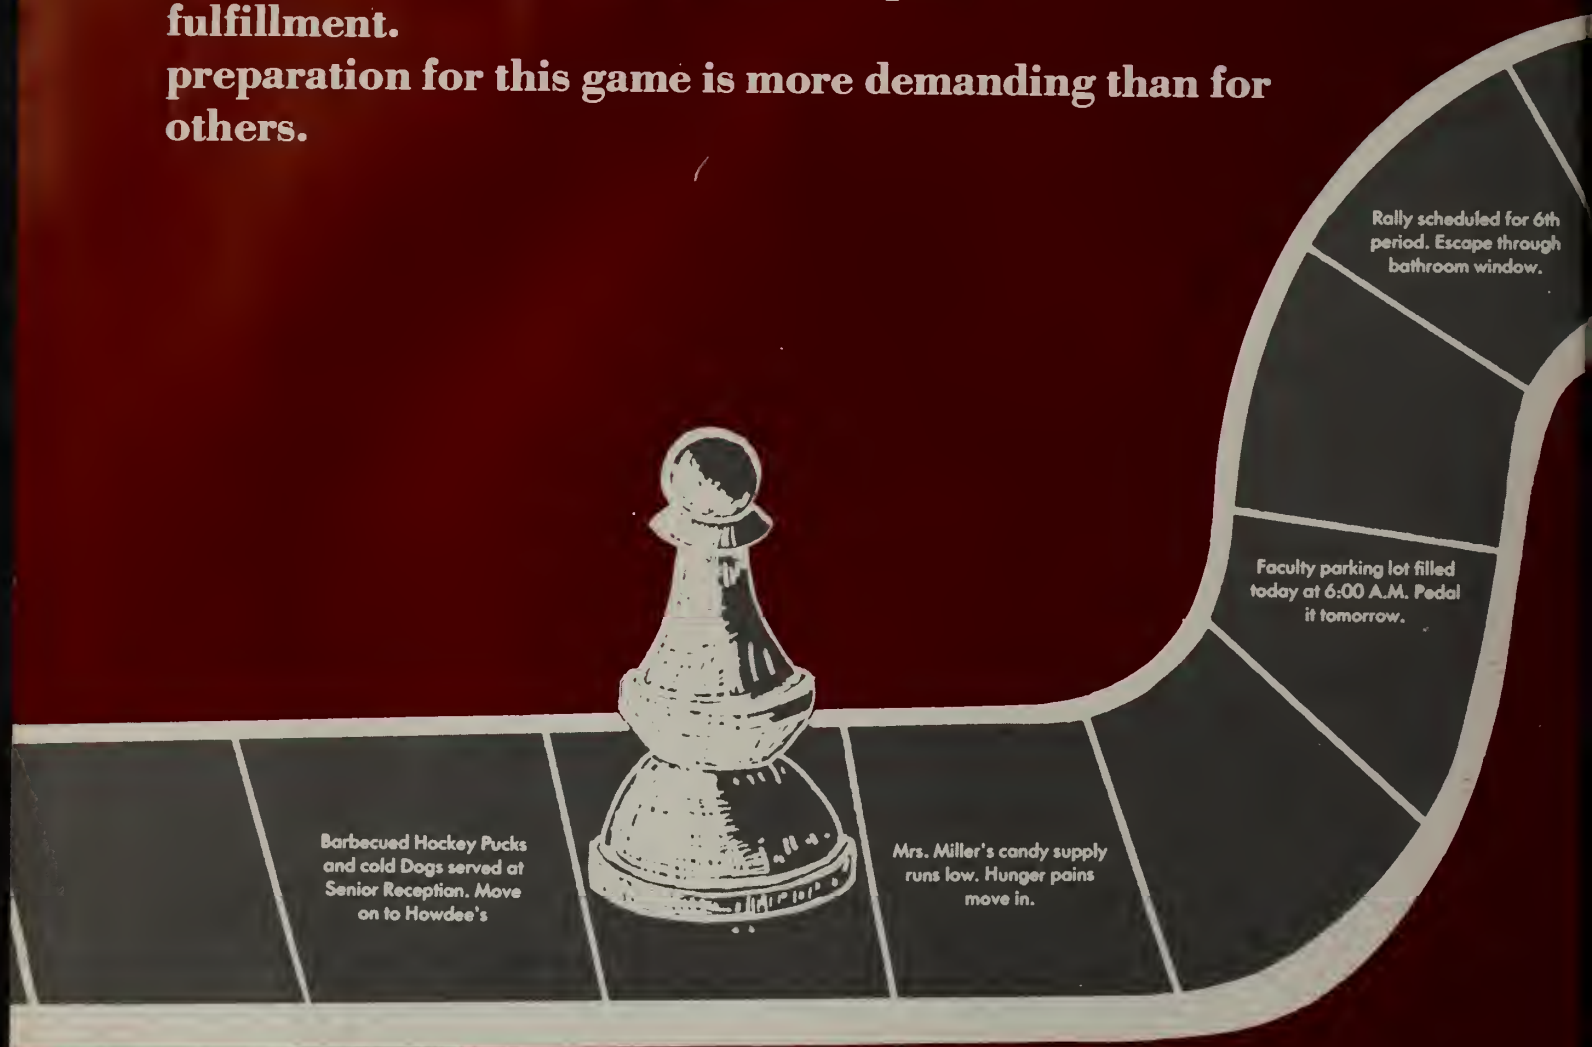 fulfillment.
preparation for this game is more demanding than for
others.
Rally scheduled for 6th
period. Escape through
bathroom window.
Faculty parking lot filled
today at 6:00 A.M. Pedal
it tomorrow.
Barbecued Hockey Pucks
and cold Dogs served at
Senior Reception. Move
on to Howdee's
Mrs. Miller's candy supply
runs low. Hunger pains
move in.